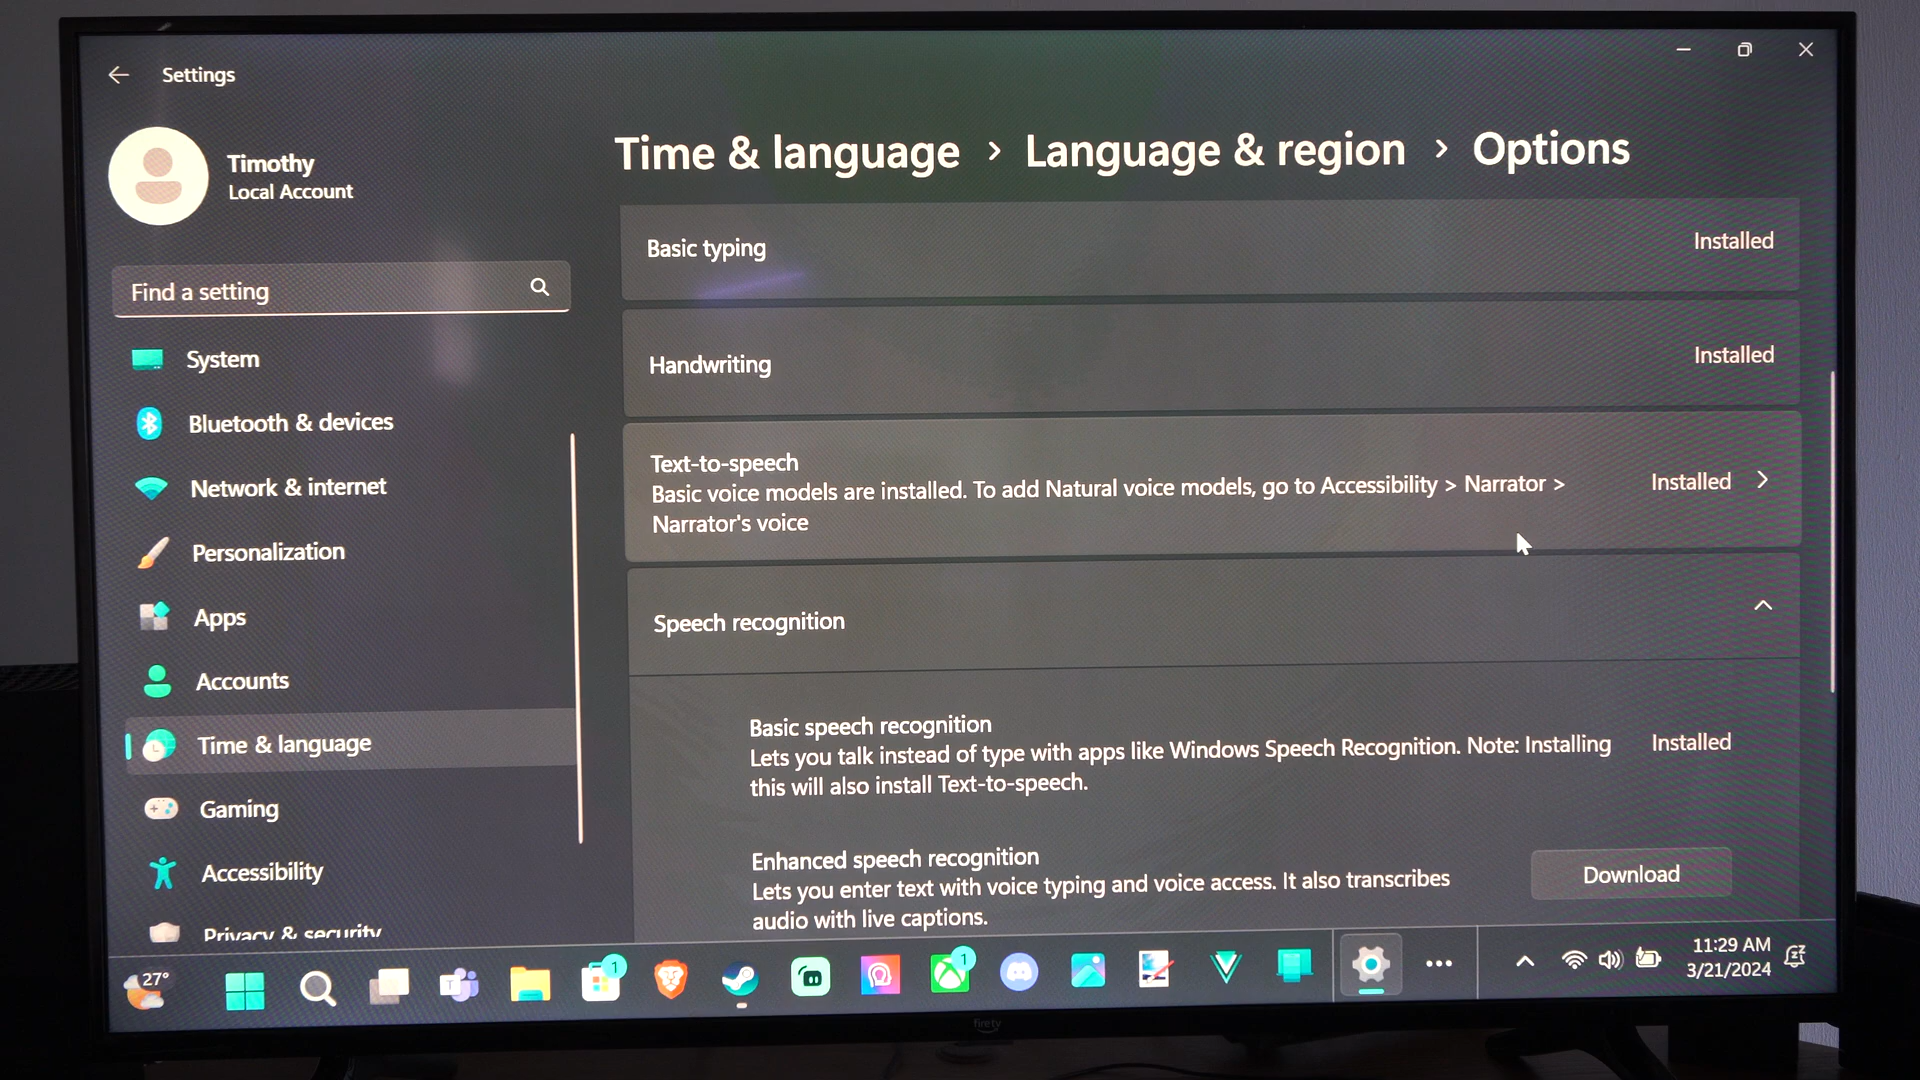 Settings
Timothy
Local Account
Find a setting
System
Bluetooth & devices
Network & internet
Personalization
Apps
Accounts
Time & language
Gaming
Accessibility
Privacy & security
Time & language > Language & region > Options
Basic typing
Installed
Handwriting
Installed
Text-to-speech
Basic voice models are installed. To add Natural voice models, go to Accessibility > Narrator >
Narrator's voice
Installed
Speech recognition
Basic speech recognition
Lets you talk instead of type with apps like Windows Speech Recognition. Note: Installing
this will also install Text-to-speech.
Installed
Enhanced speech recognition
Lets you enter text with voice typing and voice access. It also transcribes
audio with live captions.
Download
27°
1
1
11:29 AM
3/21/2024
firetv